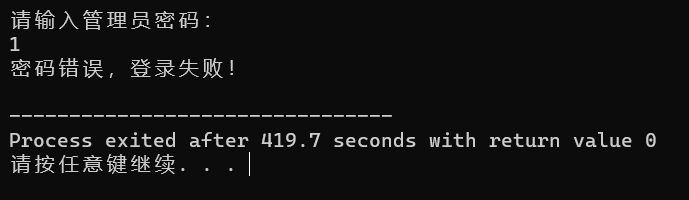 请输入管理员密码：
1
密码错误，登录失败！
--------------------------------
Process exited after 419.7 seconds with return value 0
请按任意键继续. . .